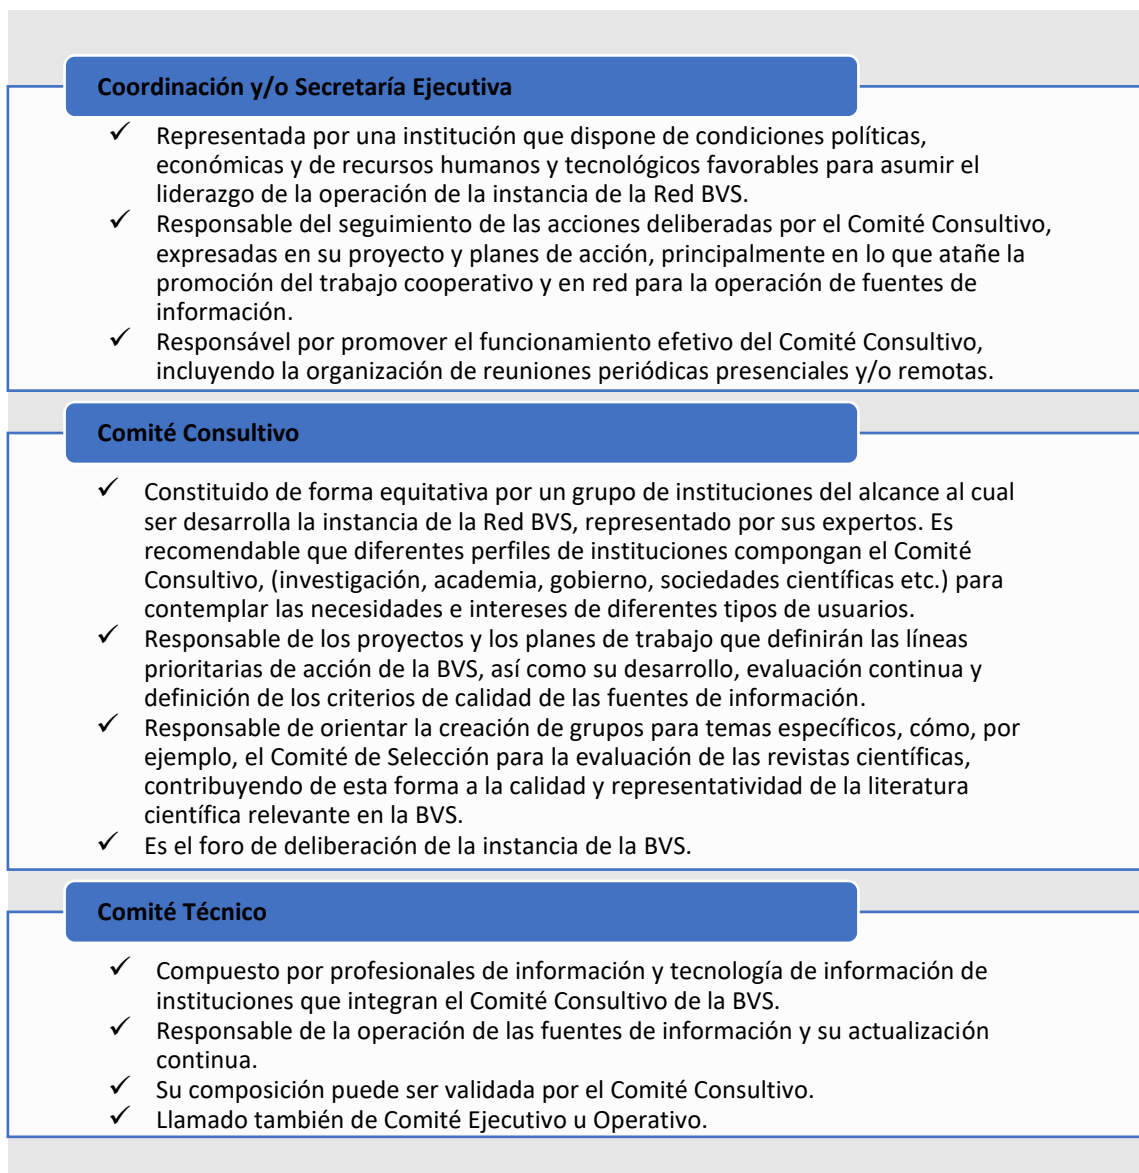 Coordinación y/o Secretaría Ejecutiva
✓ Representada por una institución que dispone de condiciones políticas,
económicas y de recursos humanos y tecnológicos favorables para asumir el
liderazgo de la operación de la instancia de la Red BVS.
✓ Responsable del seguimiento de las acciones deliberadas por el Comité Consultivo,
expresadas en su proyecto y planes de acción, principalmente en lo que atañe la
promoción del trabajo cooperativo y en red para la operación de fuentes de
información.
✓ Responsável por promover el funcionamiento efetivo del Comité Consultivo,
incluyendo la organización de reuniones periódicas presenciales y/o remotas.
Comité Consultivo
✓ Constituido de forma equitativa por un grupo de instituciones del alcance al cual
ser desarrolla la instancia de la Red BVS, representado por sus expertos. Es
recomendable que diferentes perfiles de instituciones compongan el Comité
Consultivo, (investigación, academia, gobierno, sociedades científicas etc.) para
contemplar las necesidades e intereses de diferentes tipos de usuarios.
✓ Responsable de los proyectos y los planes de trabajo que definirán las líneas
prioritarias de acción de la BVS, así como su desarrollo, evaluación continua y
definición de los criterios de calidad de las fuentes de información.
✓ Responsable de orientar la creación de grupos para temas específicos, cómo, por
ejemplo, el Comité de Selección para la evaluación de las revistas científicas,
contribuyendo de esta forma a la calidad y representatividad de la literatura
científica relevante en la BVS.
✓ Es el foro de deliberación de la instancia de la BVS.
Comité Técnico
✓ Compuesto por profesionales de información y tecnología de información de
instituciones que integran el Comité Consultivo de la BVS.
✓ Responsable de la operación de las fuentes de información y su actualización
continua.
✓ Su composición puede ser validada por el Comité Consultivo.
✓ Llamado también de Comité Ejecutivo u Operativo.